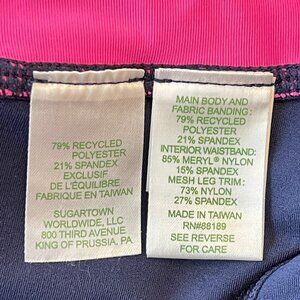 79% RECYCLED
POLYESTER
21% SPANDEX
EXCLUSIF
DE L'ÉQUILIBRE
FABRIQUE EN TAIWAN
SUGARTOWN
WORLDWIDE, LLC
800 THIRD AVENUE
KING OF PRUSSIA, PA
MAIN BODY AND
FABRIC BANDING:
79% RECYCLED
POLYESTER
21% SPANDEX
INTERIOR WAISTBAND:
85% MERYL® NYLON
15% SPANDEX
MESH LEG TRIM:
73% NYLON
27% SPANDEX
MADE IN TAIWAN
RN#88189
SEE REVERSE
FOR CARE